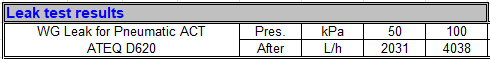 Leak test results
WG Leak for Pneumatic ACT Pres. kPa 50 100
ATEQ D620 After L/h 2031 4038